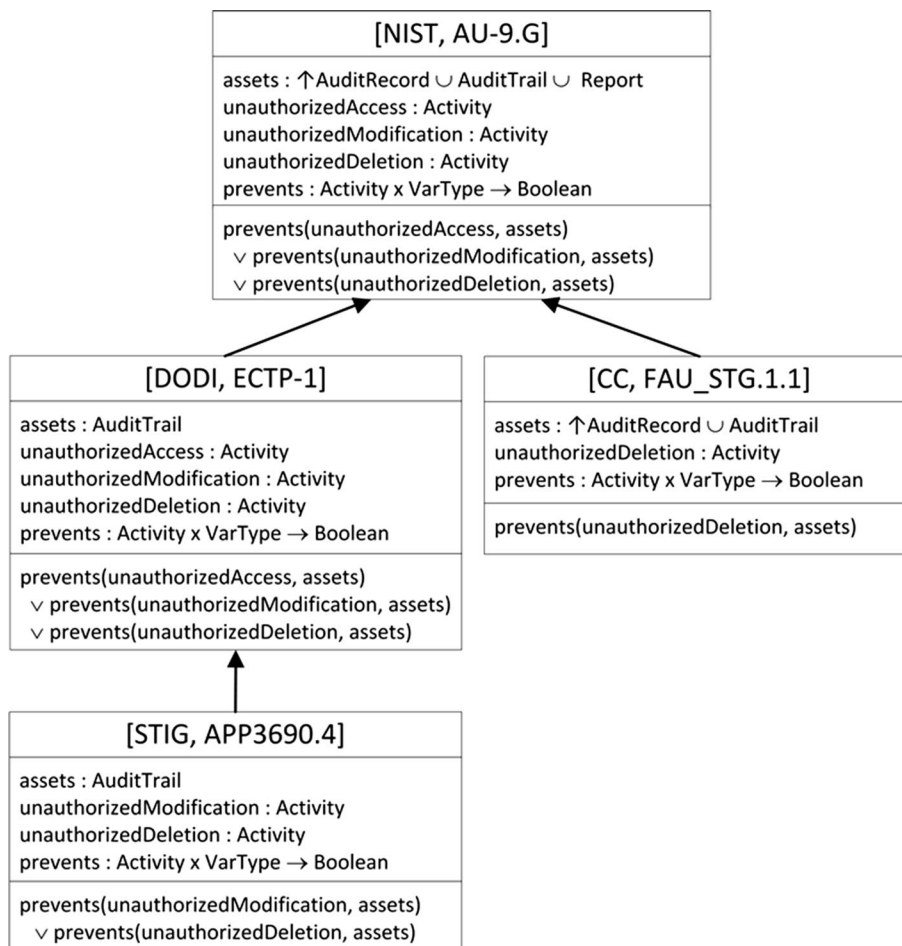 [NIST, AU-9.G]
assets : ↑AuditRecord ∪ AuditTrail ∪ Report
unauthorizedAccess : Activity
unauthorizedModification : Activity
unauthorizedDeletion : Activity
prevents : Activity x VarType → Boolean
prevents(unauthorizedAccess, assets)
∨ prevents(unauthorizedModification, assets)
∨ prevents(unauthorizedDeletion, assets)
[DODI, ECTP-1]
assets : AuditTrail
unauthorizedAccess : Activity
unauthorizedModification : Activity
unauthorizedDeletion : Activity
prevents : Activity x VarType → Boolean
prevents(unauthorizedAccess, assets)
∨ prevents(unauthorizedModification, assets)
∨ prevents(unauthorizedDeletion, assets)
[CC, FAU_STG.1.1]
assets : ↑AuditRecord ∪ AuditTrail
unauthorizedDeletion : Activity
prevents : Activity x VarType → Boolean
prevents(unauthorizedDeletion, assets)
[STIG, APP3690.4]
assets : AuditTrail
unauthorizedModification : Activity
unauthorizedDeletion : Activity
prevents : Activity x VarType → Boolean
prevents(unauthorizedModification, assets)
∨ prevents(unauthorizedDeletion, assets)